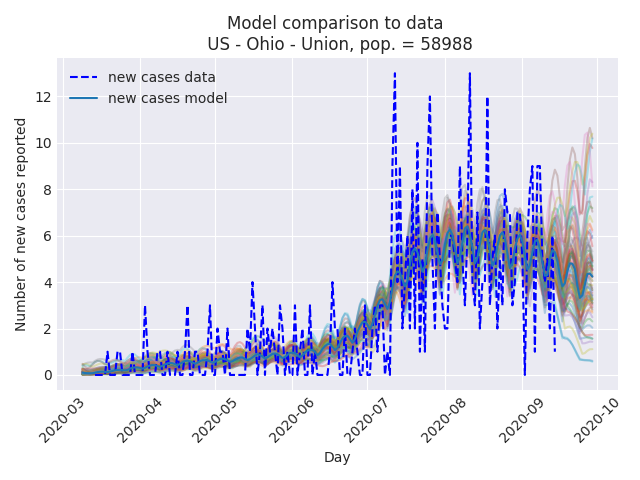 Model comparison to data
US - Ohio - Union, pop. = 58988
new cases data
new cases model
Number of new cases reported
12
10
8
6
4
2
0
2020-03
2020-04
2020-05
2020-06
2020-07
2020-08
2020-09
2020-10
Day